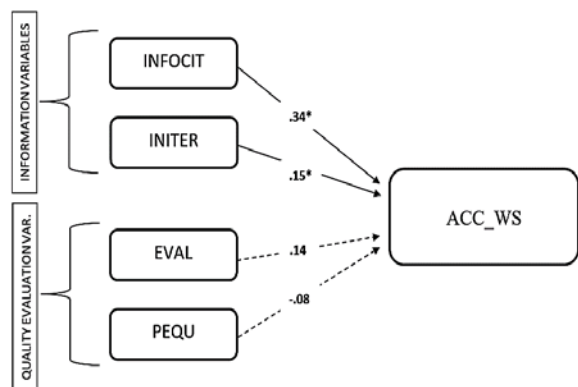 INFORMATION VARIABLES
INFOCIT
.34*
INITER
.15*
ACC_WS
QUALITY EVALUATION VAR.
EVAL
.14
PEQU
-.08